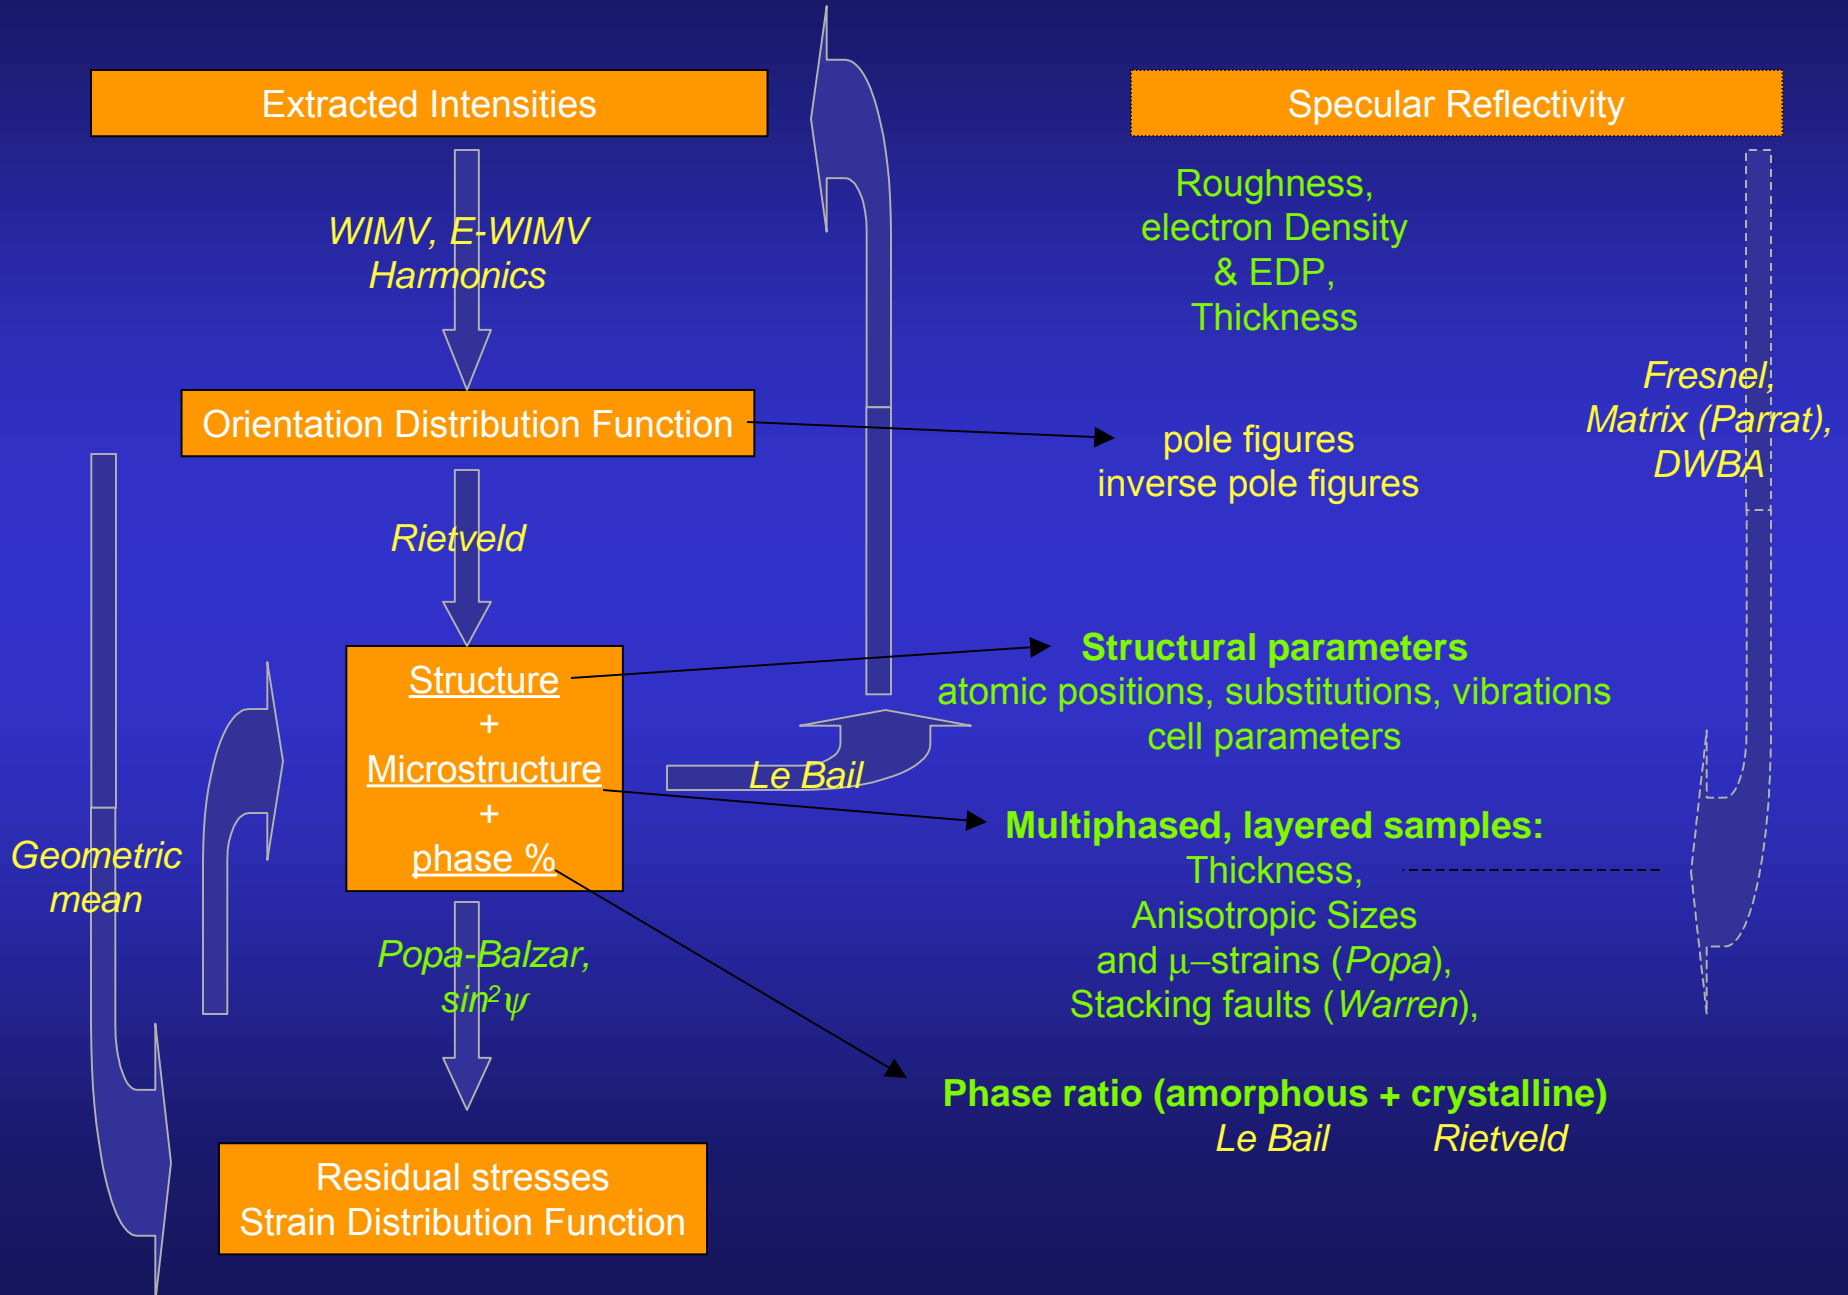 Extracted Intensities
Specular Reflectivity
Roughness,
electron Density
& EDP,
Thickness
WIMV, E-WIMV
Harmonics
Fresnel,
Matrix (Parrat),
DWBA
Orientation Distribution Function
pole figures
inverse pole figures
Rietveld
Structure
+
Microstructure
+
phase %
Structural parameters
atomic positions, substitutions, vibrations
cell parameters
Le Bail
Multiphased, layered samples:
Thickness,
Anisotropic Sizes
and μ–strains (Popa),
Stacking faults (Warren),
Geometric
mean
Popa-Balzar,
sin²ψ
Phase ratio (amorphous + crystalline)
Le Bail Rietveld
Residual stresses
Strain Distribution Function